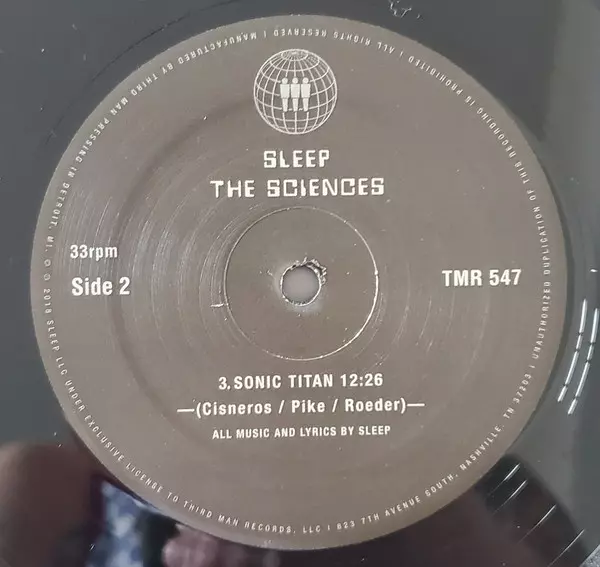 SLEEP
THE SCIENCES
33rpm
Side 2
TMR 547
3. SONIC TITAN 12:26
—(Cisneros / Pike / Roeder)—
ALL MUSIC AND LYRICS BY SLEEP
MANUFACTURED BY THIRD MAN PRESSING IN DETROIT, MI. ℗ © 2018 SLEEP LLC UNDER EXCLUSIVE LICENSE TO THIRD MAN RECORDS, LLC | 623 7TH AVENUE SOUTH, NASHVILLE, TN 37203 | UNAUTHORIZED DUPLICATION OF THIS RECORDING IS PROHIBITED | ALL RIGHTS RESERVED |